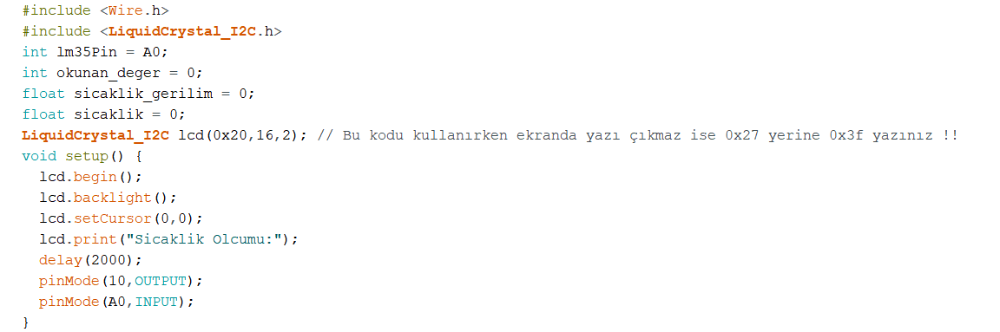 #include <Wire.h>
#include <LiquidCrystal_I2C.h>
int lm35Pin = A0;
int okunan_deger = 0;
float sicaklik_gerilim = 0;
float sicaklik = 0;
LiquidCrystal_I2C lcd(0x20,16,2); // Bu kodu kullanırken ekranda yazı çıkmaz ise 0x27 yerine 0x3f yazınız !!
void setup() {
  lcd.begin();
  lcd.backlight();
  lcd.setCursor(0,0);
  lcd.print("Sicaklik Olcumu:");
  delay(2000);
  pinMode(10,OUTPUT);
  pinMode(A0,INPUT);
}